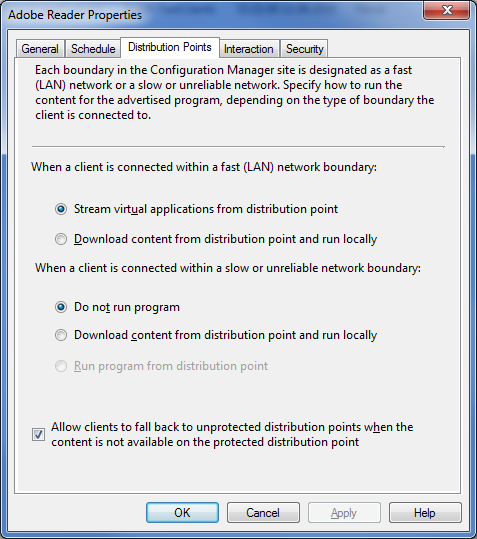 Adobe Reader Properties
General Schedule Distribution Points Interaction Security
Each boundary in the Configuration Manager site is designated as a fast
(LAN) network or a slow or unreliable network. Specify how to run the
content for the advertised program, depending on the type of boundary the
client is connected to.
When a client is connected within a fast (LAN) network boundary:
Stream virtual applications from distribution point
Download content from distribution point and run locally
When a client is connected within a slow or unreliable network boundary:
Do not run program
Download content from distribution point and run locally
Run program from distribution point
Allow clients to fall back to unprotected distribution points when the
content is not available on the protected distribution point
OK Cancel Apply Help